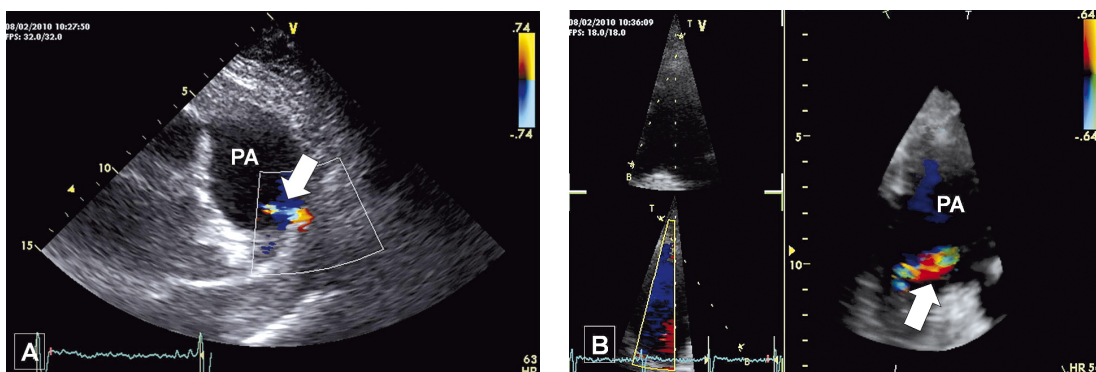 08/02/2010 10:27:50
FPS: 32.0/32.0
V
.74
-.74
5
10
15
PA
A
63
HR
08/02/2010 10:36:09
FPS: 18.0/18.0
T V
B
T
B
B
T T
.64
-.64
5
10
PA
HR 56